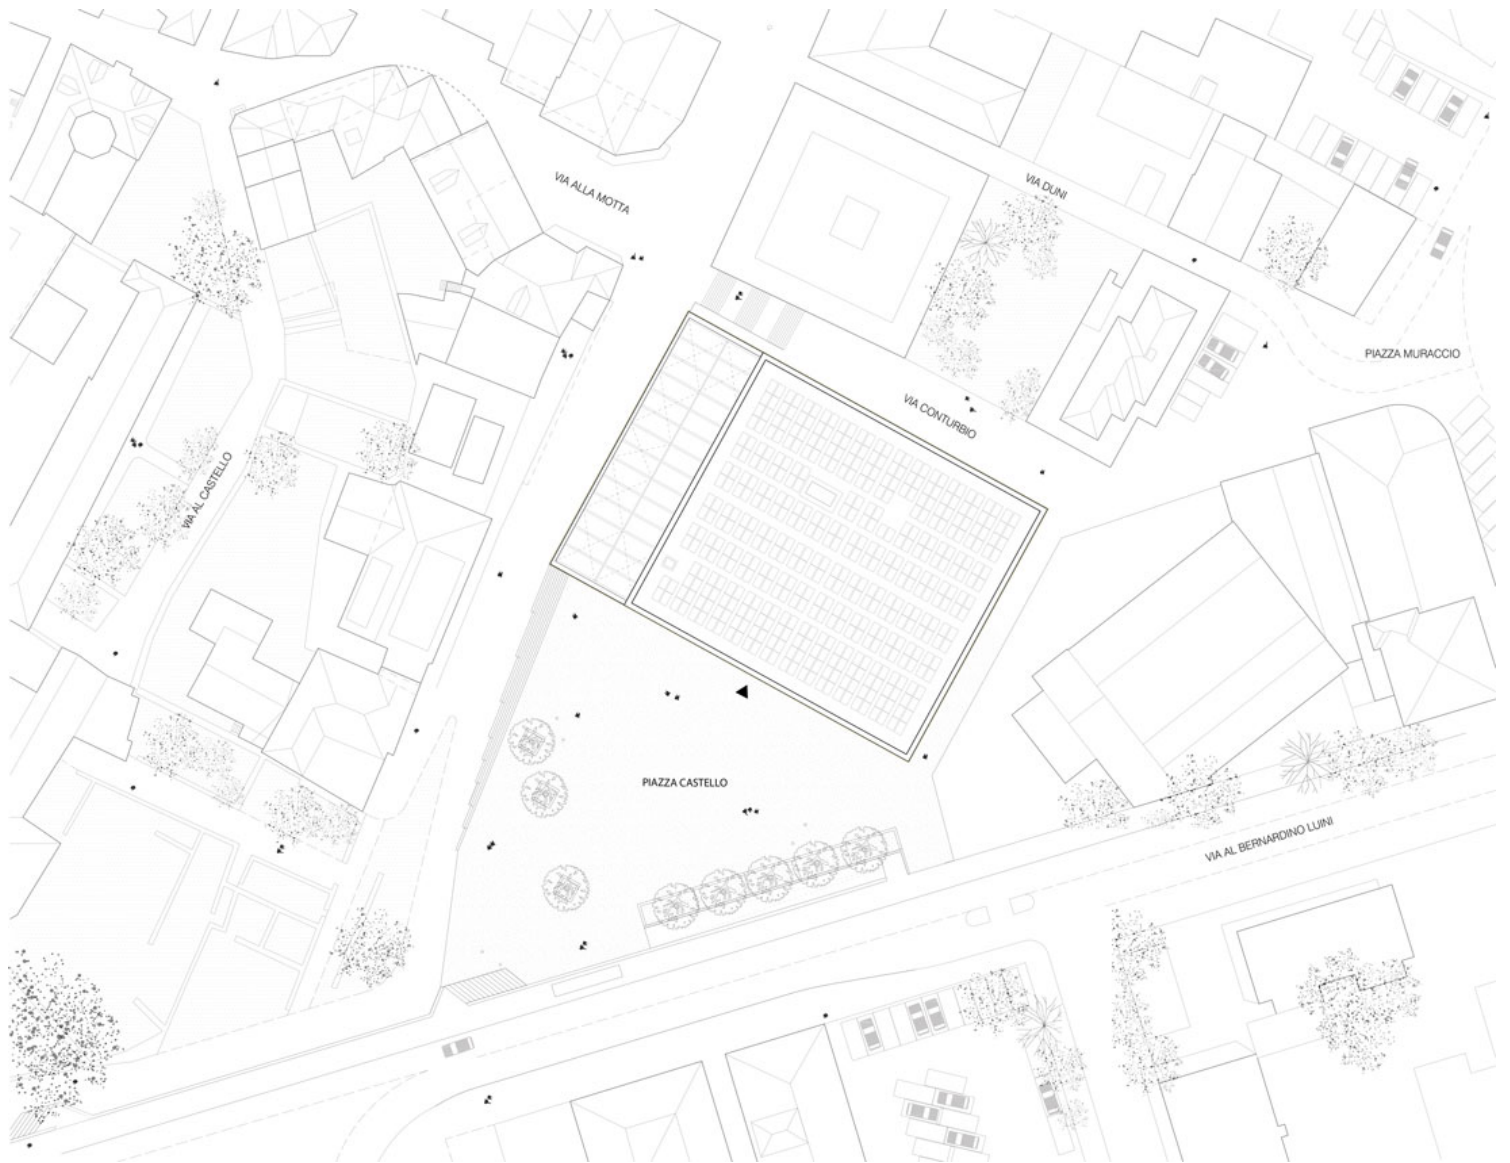 VIA ALLA MOTTA
VIA DUNI
PIAZZA MURACCIO
VIA CONTURBIO
VIA AL CASTELLO
PIAZZA CASTELLO
VIA AL BERNARDINO LUINI